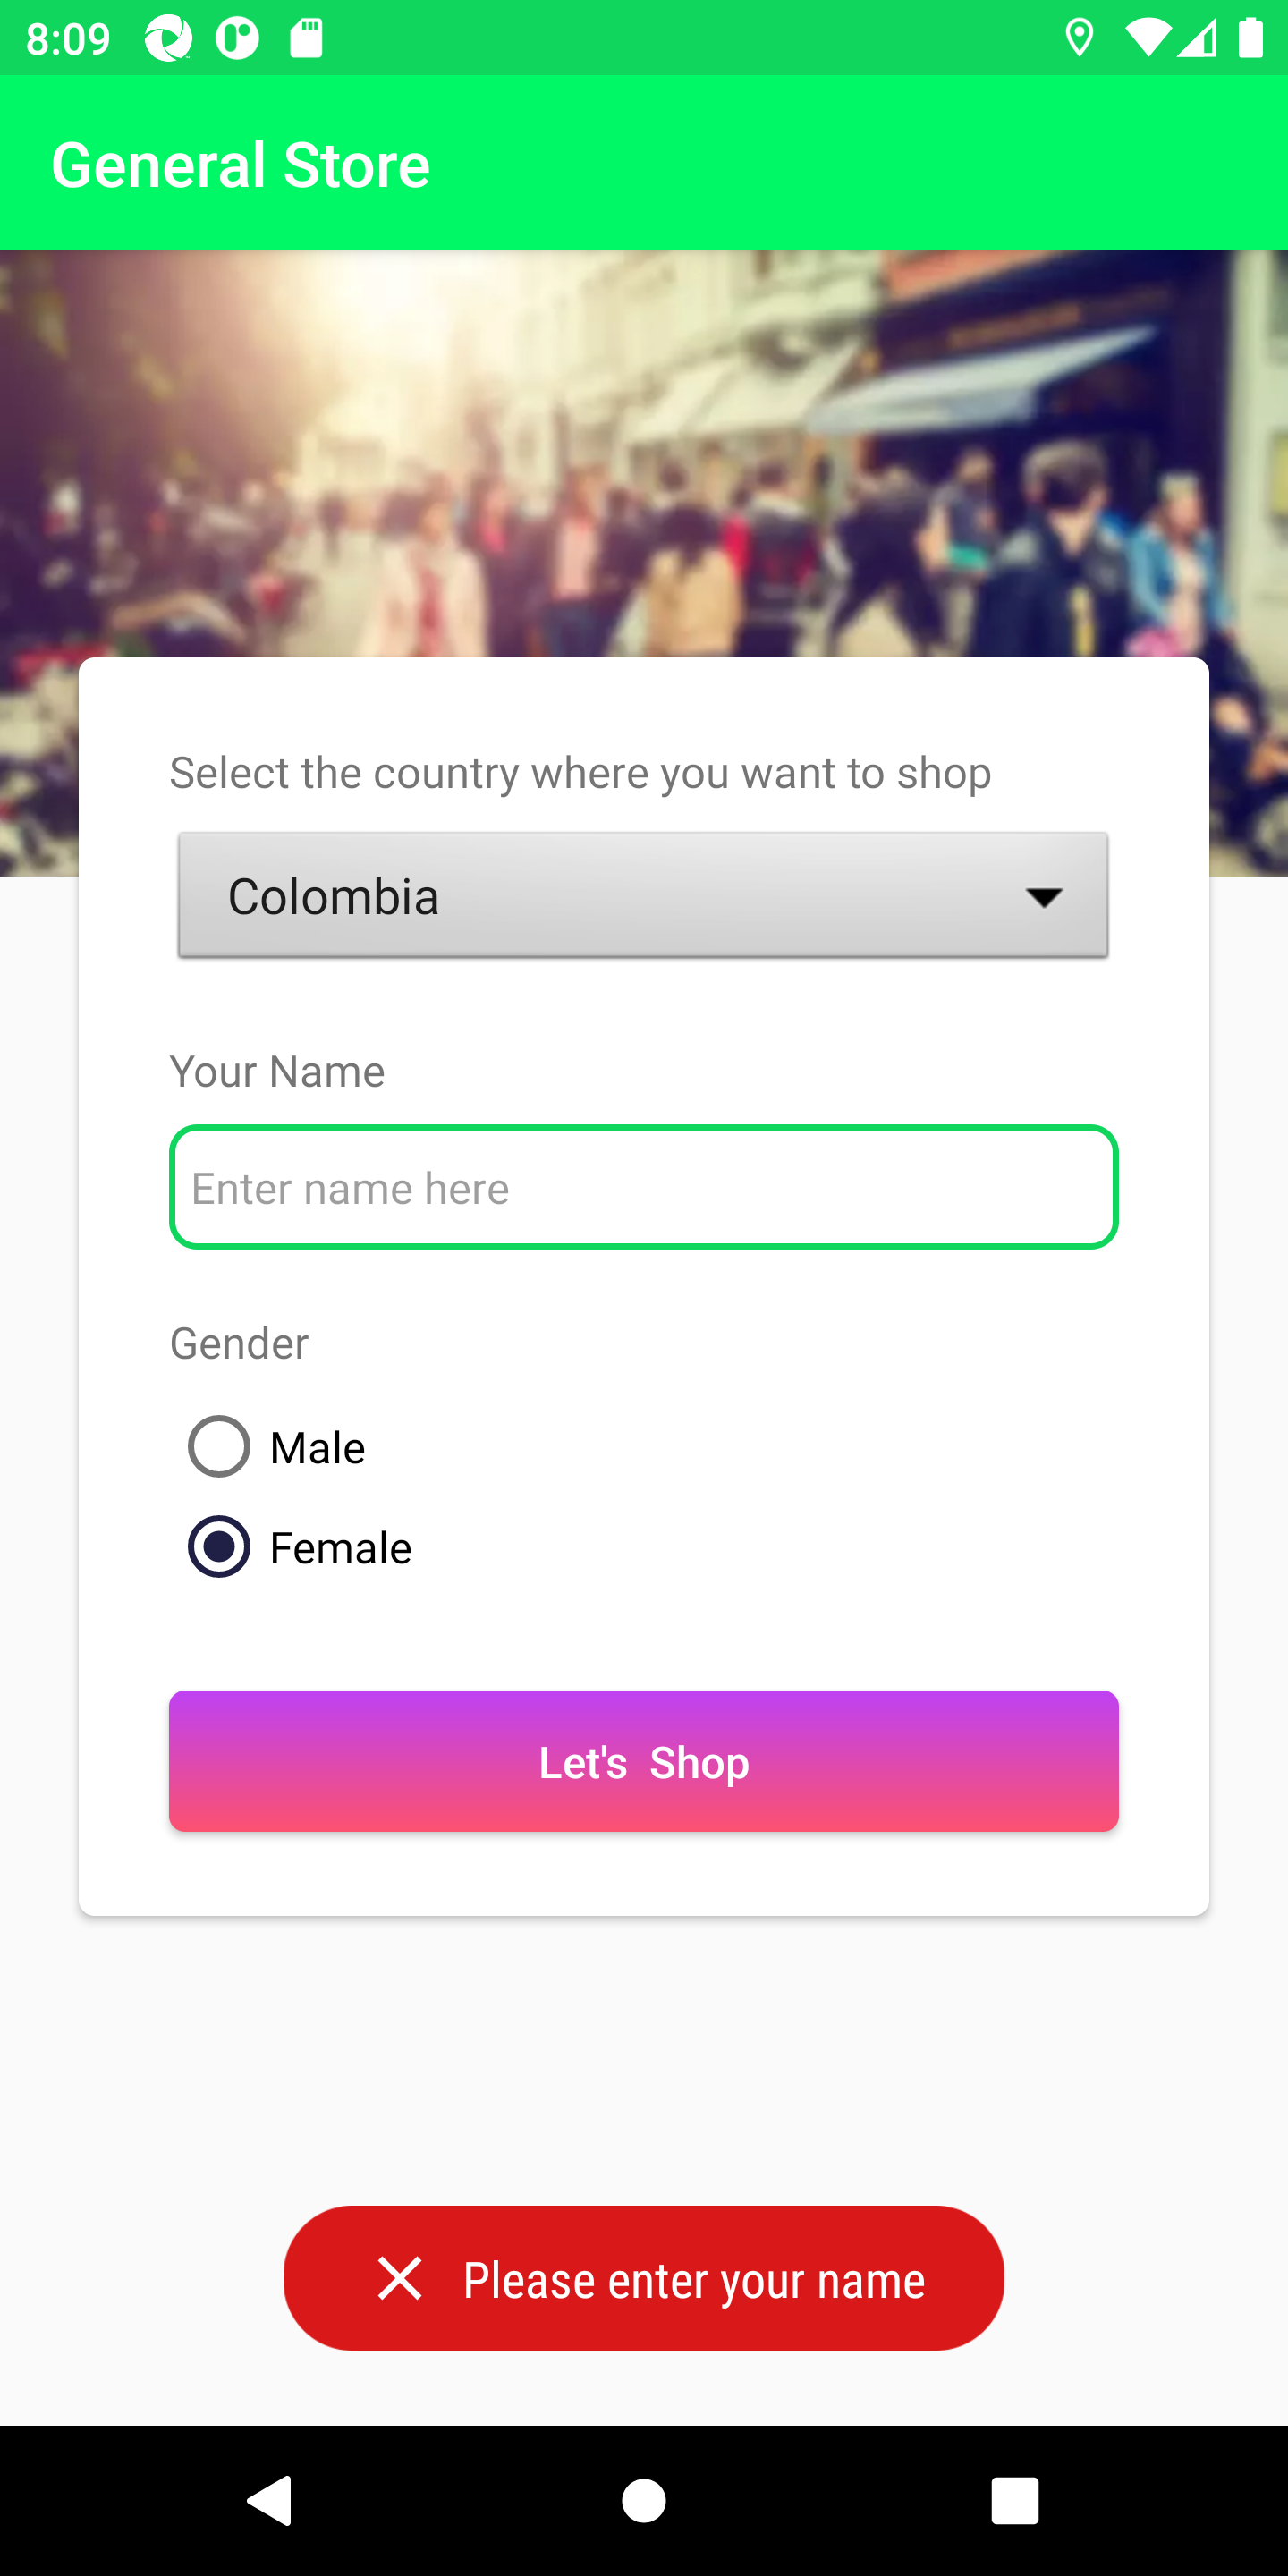 8:09
General Store
Select the country where you want to shop
Colombia
Your Name
Enter name here
Gender
Male
Female
Let's  Shop
Please enter your name